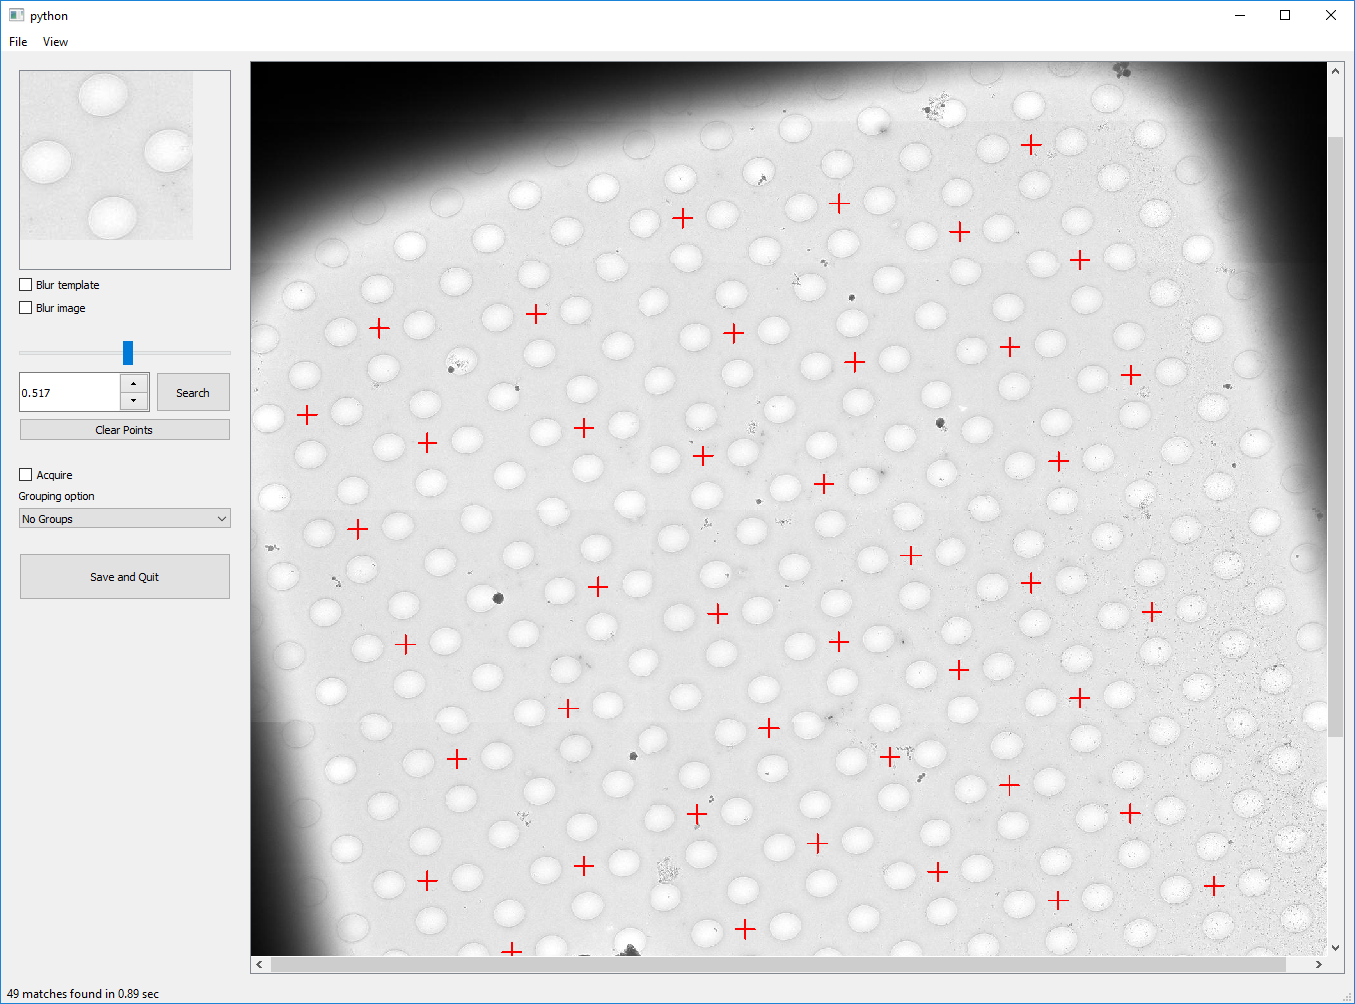 python
File View
Blur template
Blur image
0.517
Search
Clear Points
Acquire
Grouping option
No Groups
Save and Quit
49 matches found in 0.89 sec